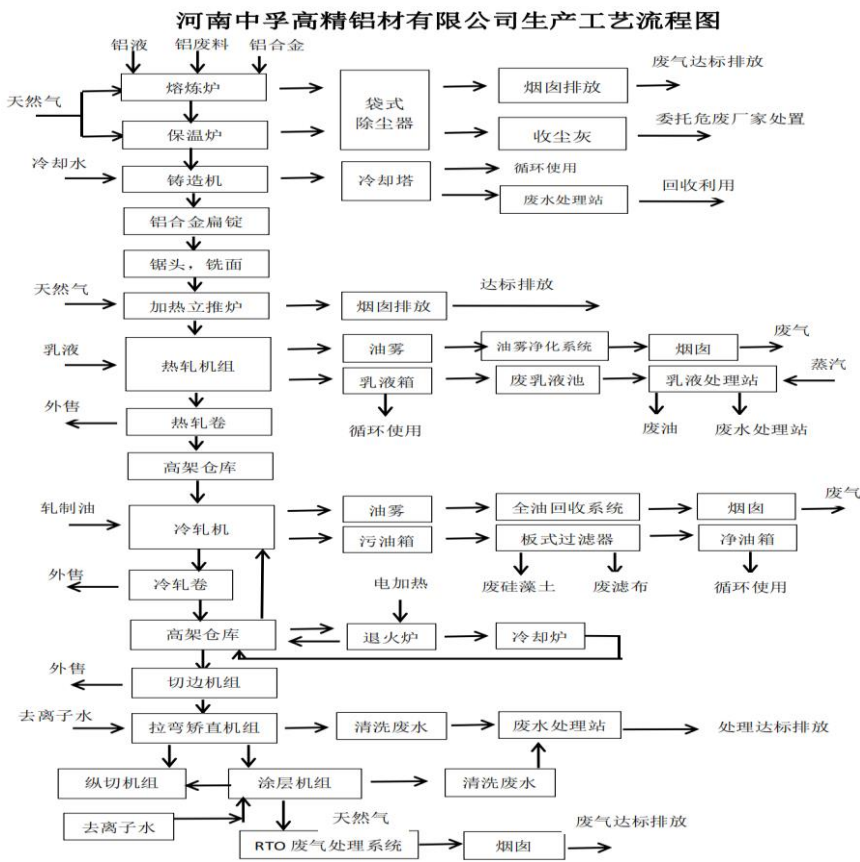 河南中孚高精铝材有限公司生产工艺流程图
铝液 铝废料 铝合金
废气达标排放
天然气
熔炼炉
袋式
除尘器
烟囱排放
保温炉
收尘灰
委托危废厂家处置
冷却水
铸造机
冷却塔
循环使用
废水处理站
回收利用
铝合金扁锭
锯头，铣面
天然气
加热立推炉
烟囱排放
达标排放
乳液
热轧机组
油雾
油雾净化系统
烟囱
废气
乳液箱
废乳液池
乳液处理站
蒸汽
外售
热轧卷
循环使用
废油
废水处理站
高架仓库
轧制油
冷轧机
油雾
全油回收系统
烟囱
废气
污油箱
板式过滤器
净油箱
外售
冷轧卷
电加热
废硅藻土
废滤布
循环使用
高架仓库
退火炉
冷却炉
外售
切边机组
去离子水
拉弯矫直机组
清洗废水
废水处理站
处理达标排放
纵切机组
涂层机组
清洗废水
去离子水
天然气
RTO 废气处理系统
烟囱
废气达标排放